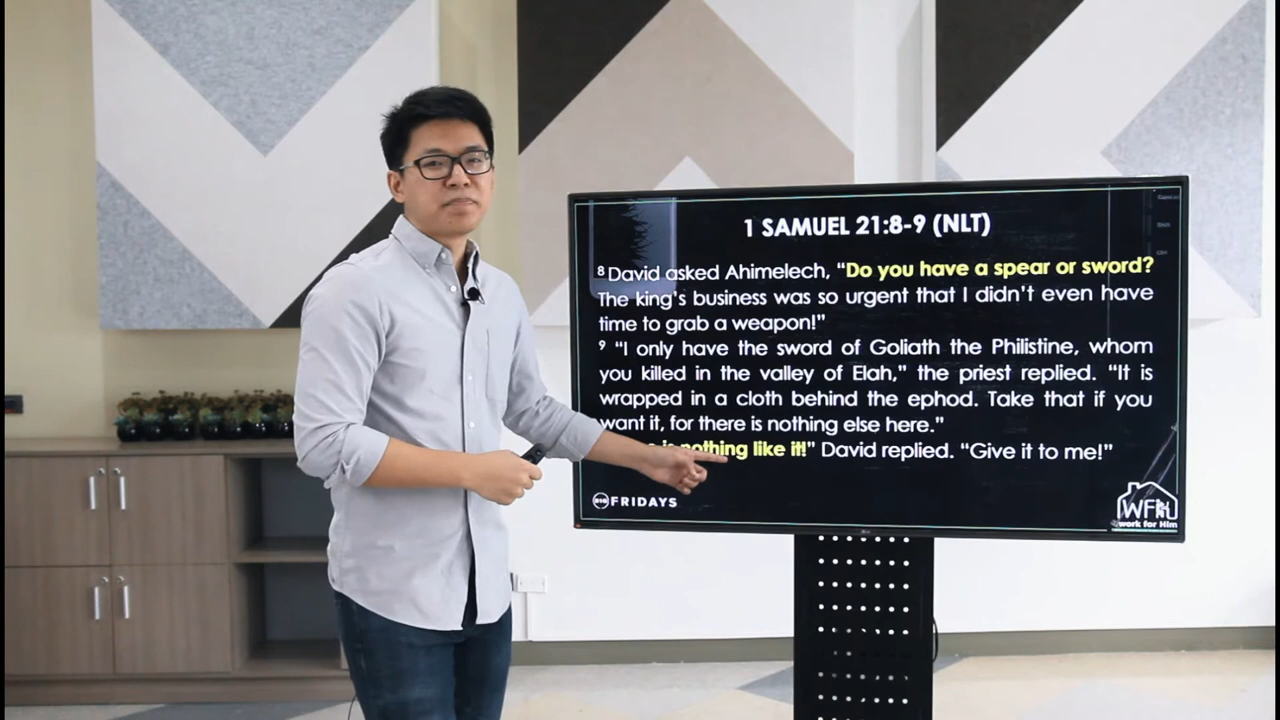 1 SAMUEL 21:8-9 (NLT)
8 David asked Ahimelech, “Do you have a spear or sword?
The king’s business was so urgent that I didn’t even have
time to grab a weapon!”
9 “I only have the sword of Goliath the Philistine, whom
you killed in the valley of Elah,” the priest replied. “It is
wrapped in a cloth behind the ephod. Take that if you
want it, for there is nothing else here.”
is nothing like it!” David replied. “Give it to me!”
FRIDAYS
WFH
work for Him